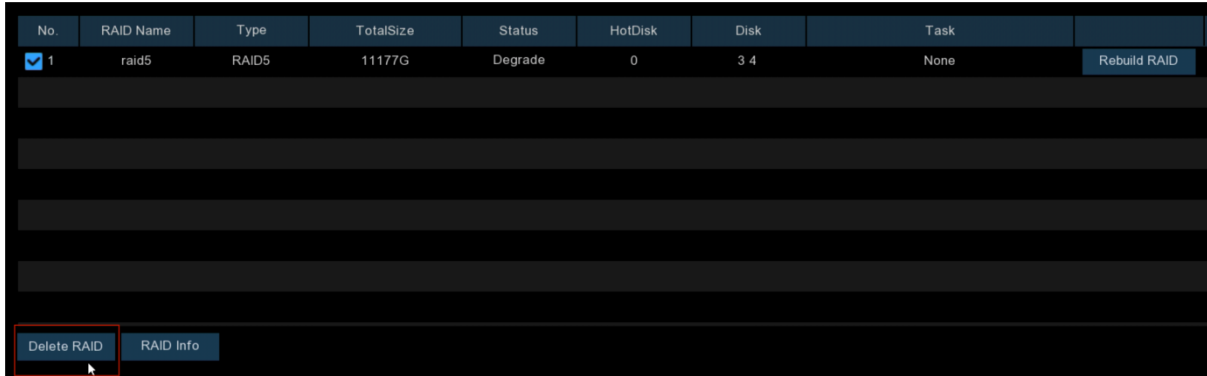 No. RAID Name Type TotalSize Status HotDisk Disk Task
1 raid5 RAID5 11177G Degrade 0 3 4 None Rebuild RAID
Delete RAID RAID Info